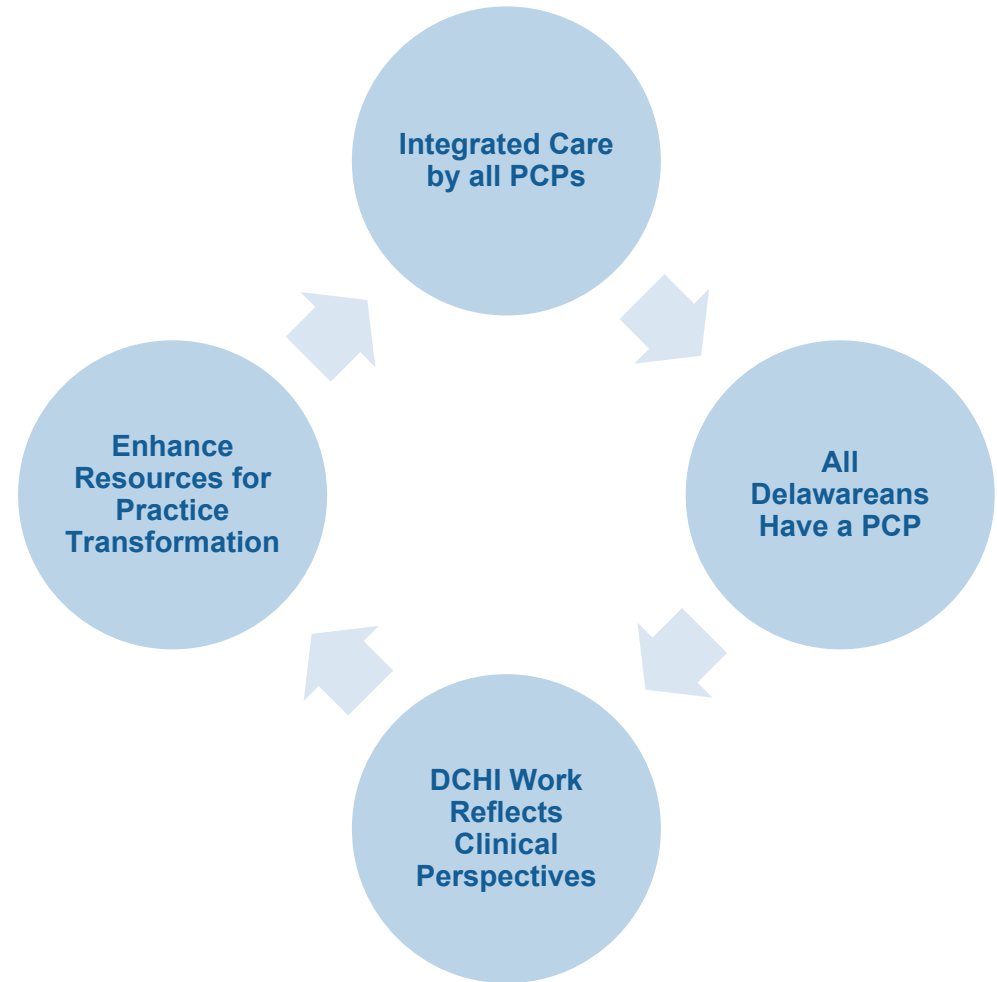 Integrated Care
by all PCPs
All
Delawareans
Have a PCP
DCHI Work
Reflects
Clinical
Perspectives
Enhance
Resources for
Practice
Transformation